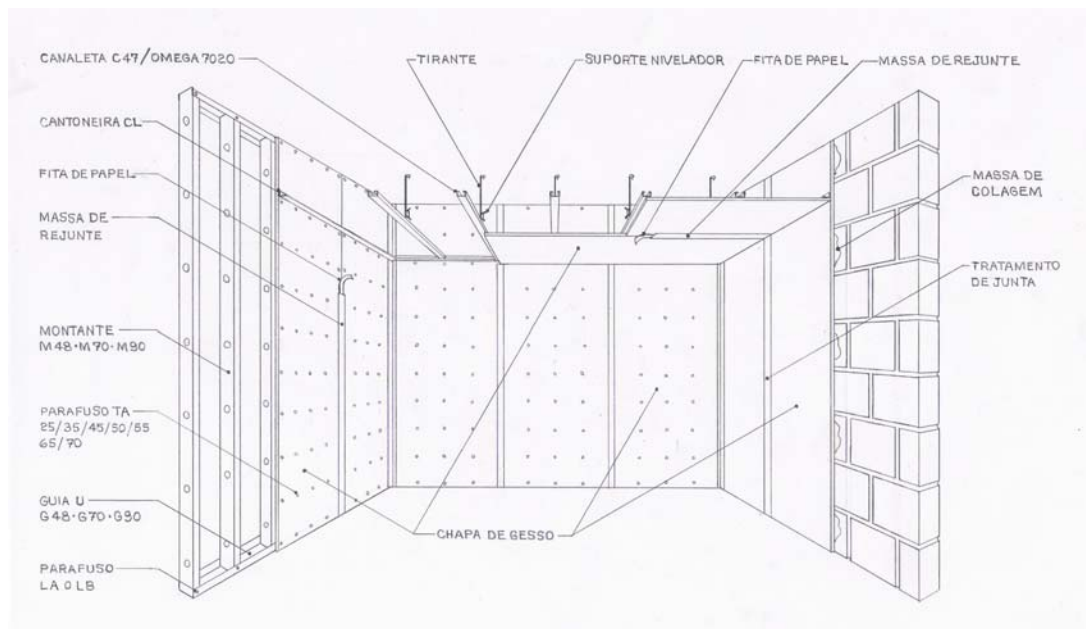 CANALETA C47/OMEGA 7020
TIRANTE
SUPORTE NIVELADOR
FITA DE PAPEL
MASSA DE REJUNTE
CANTONEIRA CL
FITA DE PAPEL
MASSA DE
REJUNTE
MONTANTE
M48·M70·M90
PARAFUSO TA
25/35/45/50/55
65/70
GUIA U
G48·G70·G90
PARAFUSO
LA O LB
MASSA DE
COLAGEM
TRATAMENTO
DE JUNTA
CHAPA DE GESSO